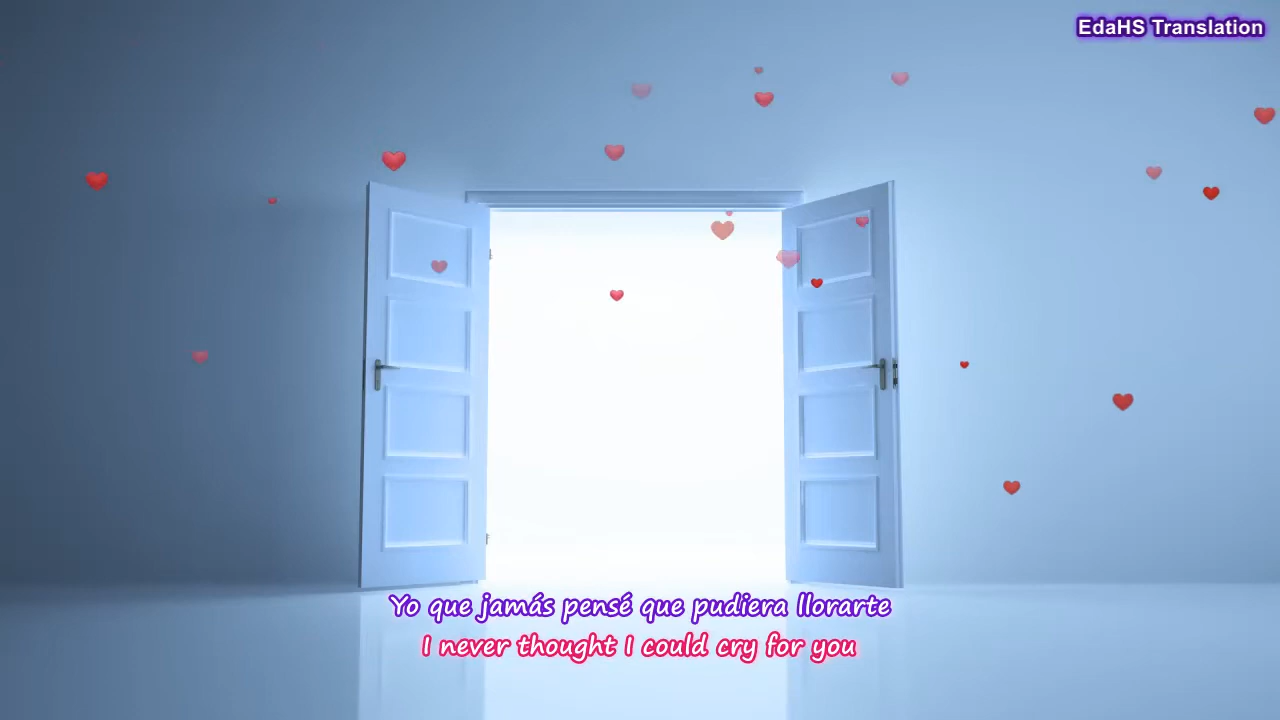 EdaHS Translation
Yo que jamás pensé que pudiera llorarte
I never thought I could cry for you